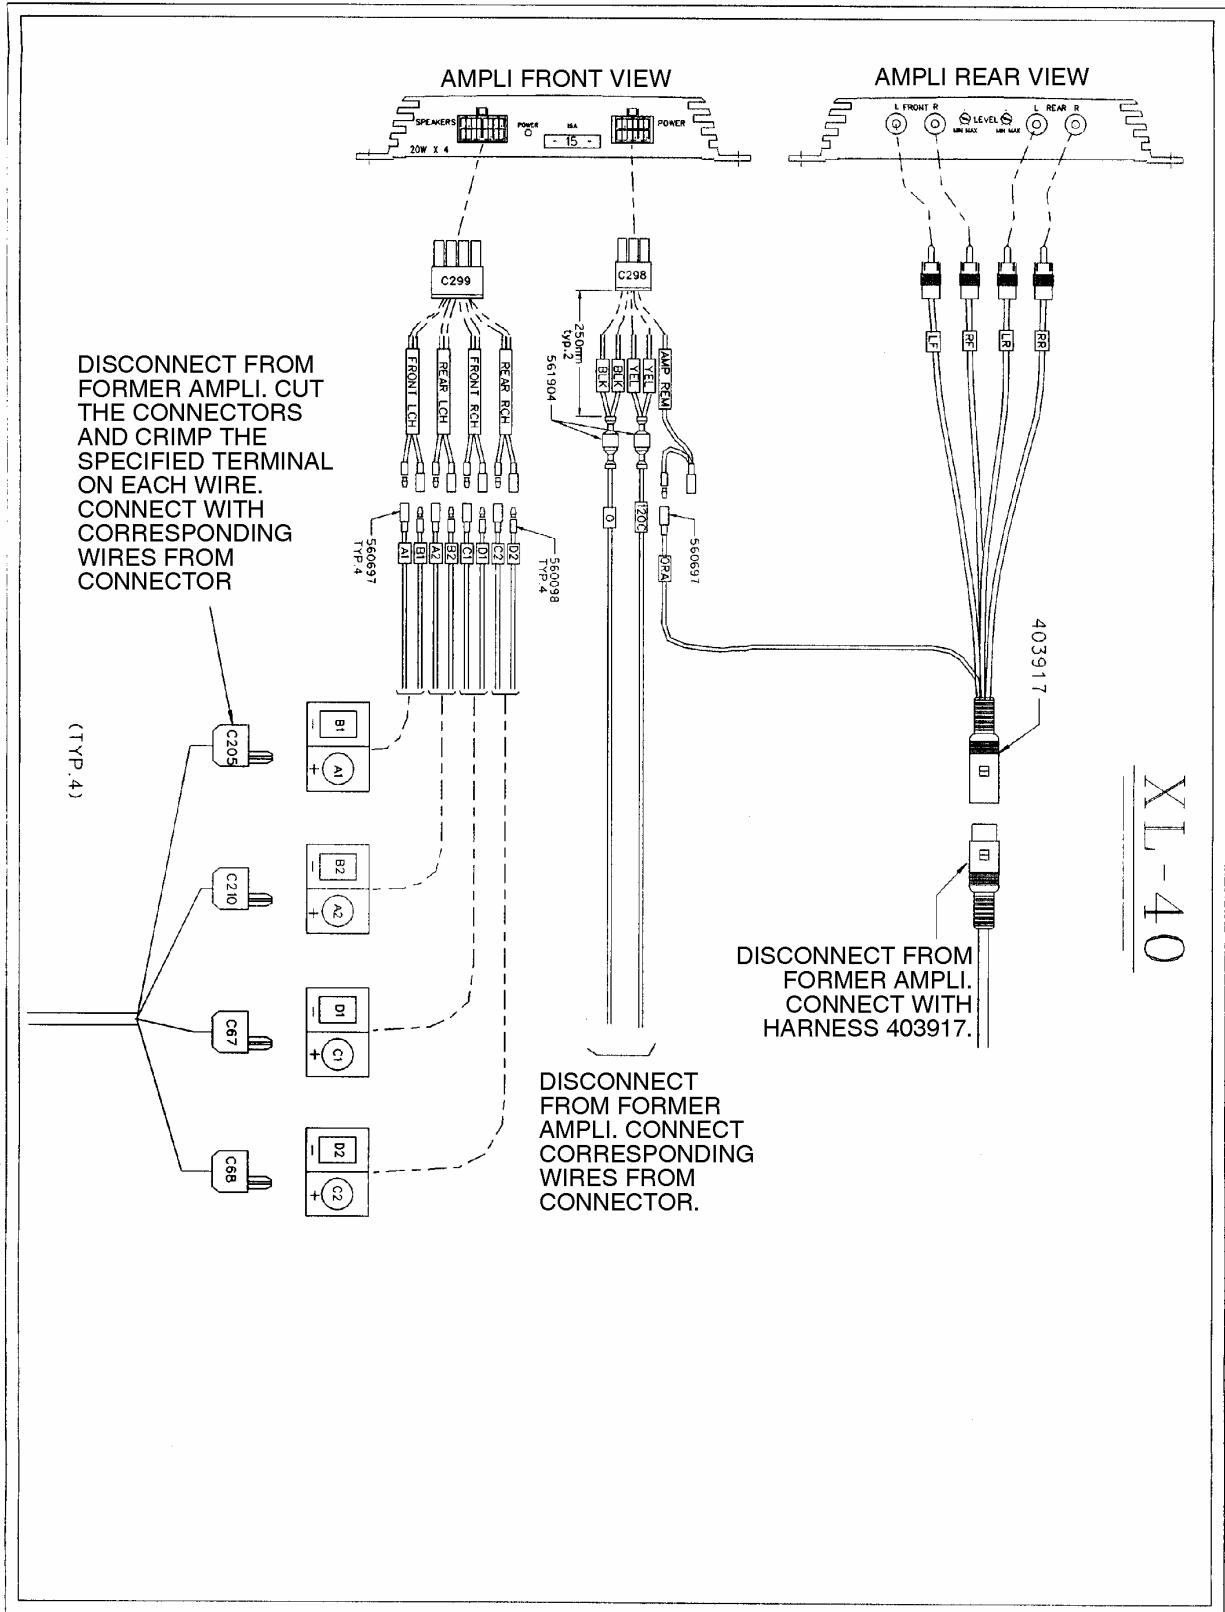 AMPLI FRONT VIEW
AMPLI REAR VIEW
SPEAKERS
POWER
15A
15
POWER
20W X 4
L FRONT R
LEVEL
MIN MAX
MIN MAX
L REAR R
C299
C298
250mm
typ.2
561904
FRONT LCH
REAR LCH
FRONT RCH
REAR RCH
BLK
BLK
YEL
YEL
AMP REM
LF
RF
LR
RR
DISCONNECT FROM
FORMER AMPLI. CUT
THE CONNECTORS
AND CRIMP THE
SPECIFIED TERMINAL
ON EACH WIRE.
CONNECT WITH
CORRESPONDING
WIRES FROM
CONNECTOR
560697
TYP.4
A1
B1
A2
B2
C1
D1
C2
D2
560098
TYP.4
0
120C
ORA
560697
403917
XL-40
(TYP.4)
C205
B1
-
A1
+
C210
B2
-
A2
+
C67
D1
-
C1
+
C68
D2
-
C2
+
DISCONNECT FROM
FORMER AMPLI.
CONNECT WITH
HARNESS 403917.
DISCONNECT
FROM FORMER
AMPLI. CONNECT
CORRESPONDING
WIRES FROM
CONNECTOR.